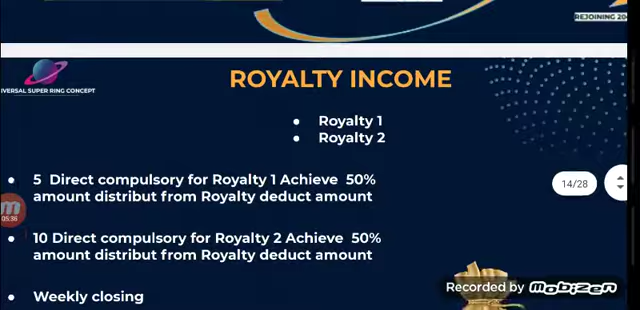 REJOINING 20
IVERSAL SUPER RING CONCEPT
ROYALTY INCOME
• Royalty 1
• Royalty 2
• 5 Direct compulsory for Royalty 1 Achieve 50%
amount distribut from Royalty deduct amount
14/28
05:38
• 10 Direct compulsory for Royalty 2 Achieve 50%
amount distribut from Royalty deduct amount
• Weekly closing
Recorded by mobizen